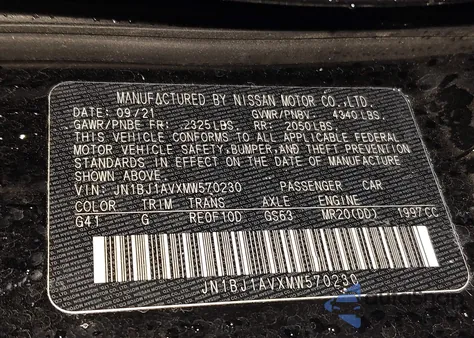 MANUFACTURED BY NISSAN MOTOR CO.,LTD.
DATE: 09/21 GVWR/PNBV: 4340 LBS.
GAWR/PNBE FR: 2325 LBS. RR: 2050 LBS.
THIS VEHICLE CONFORMS TO ALL APPLICABLE FEDERAL
MOTOR VEHICLE SAFETY, BUMPER, AND THEFT PREVENTION
STANDARDS IN EFFECT ON THE DATE OF MANUFACTURE
SHOWN ABOVE.
VIN: JN1BJ1AVXMW570230 PASSENGER CAR
COLOR TRIM TRANS AXLE ENGINE
G41 G RE0F10D GS63 MR20(DD) 1997 CC
JN1BJ1AVXMW570230